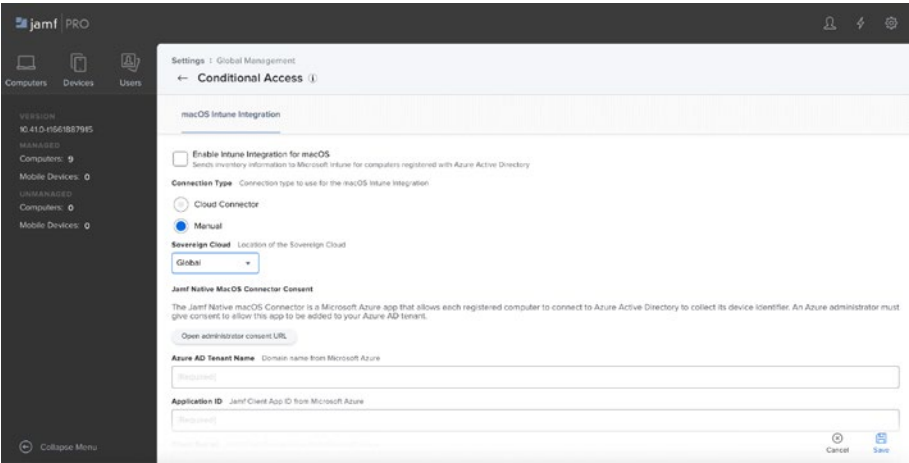 jamf PRO
Computers
Devices
Users
VERSION
10.41.0-t1661887915
MANAGED
Computers: 9
Mobile Devices: 0
UNMANAGED
Computers: 0
Mobile Devices: 0
Collapse Menu
Settings : Global Management
← Conditional Access
macOS Intune Integration
Enable Intune Integration for macOS
Sends inventory information to Microsoft Intune for computers registered with Azure Active Directory
Connection Type Connection type to use for the macOS Intune Integration
Cloud Connector
Manual
Sovereign Cloud Location of the Sovereign Cloud
Global
Jamf Native MacOS Connector Consent
The Jamf Native macOS Connector is a Microsoft Azure app that allows each registered computer to connect to Azure Active Directory to collect its device identifier. An Azure administrator must
give consent to allow this app to be added to your Azure AD tenant.
Open administrator consent URL
Azure AD Tenant Name Domain name from Microsoft Azure
[Required]
Application ID Jamf Client App ID from Microsoft Azure
[Required]
Cancel
Save